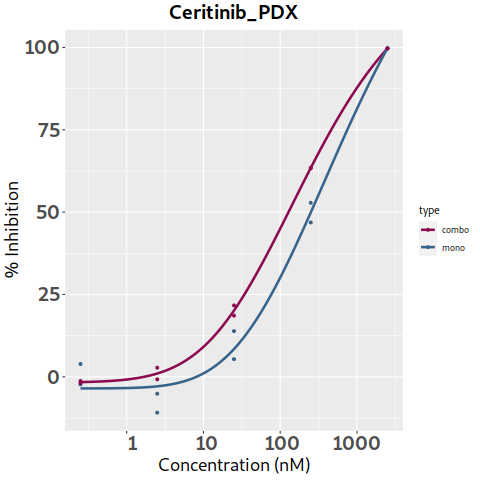 Ceritinib_PDX
100
75
50
25
0
% Inhibition
1 10 100 1000
Concentration (nM)
type
combo
mono